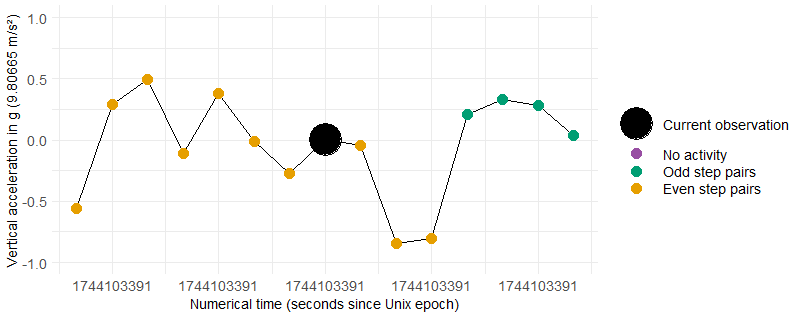 Vertical acceleration in g (9.80665 m/s²)
1.0
0.5
0.0
-0.5
-1.0
1744103391 1744103391 1744103391 1744103391 1744103391
Numerical time (seconds since Unix epoch)
Current observation
No activity
Odd step pairs
Even step pairs